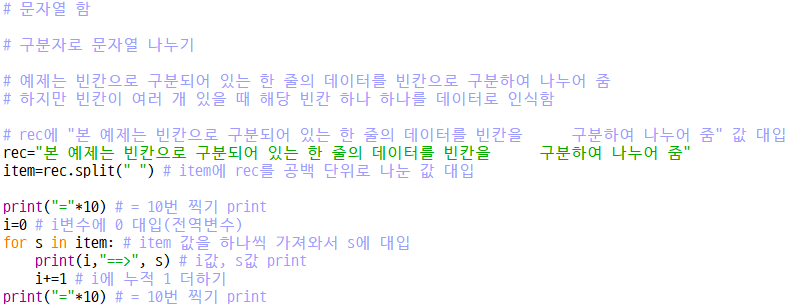 # 문자열 함
# 구분자로 문자열 나누기
# 예제는 빈칸으로 구분되어 있는 한 줄의 데이터를 빈칸으로 구분하여 나누어 줌
# 하지만 빈칸이 여러 개 있을 때 해당 빈칸 하나 하나를 데이터로 인식함
# rec에 "본 예제는 빈칸으로 구분되어 있는 한 줄의 데이터를 빈칸을      구분하여 나누어 줌" 값 대입
rec="본 예제는 빈칸으로 구분되어 있는 한 줄의 데이터를 빈칸을      구분하여 나누어 줌"
item=rec.split(" ") # item에 rec를 공백 단위로 나눈 값 대입
print("="*10) # = 10번 찍기 print
i=0 # i변수에 0 대입(전역변수)
for s in item: # item 값을 하나씩 가져와서 s에 대입
    print(i,"==>", s) # i값, s값 print
    i+=1 # i에 누적 1 더하기
print("="*10) # = 10번 찍기 print